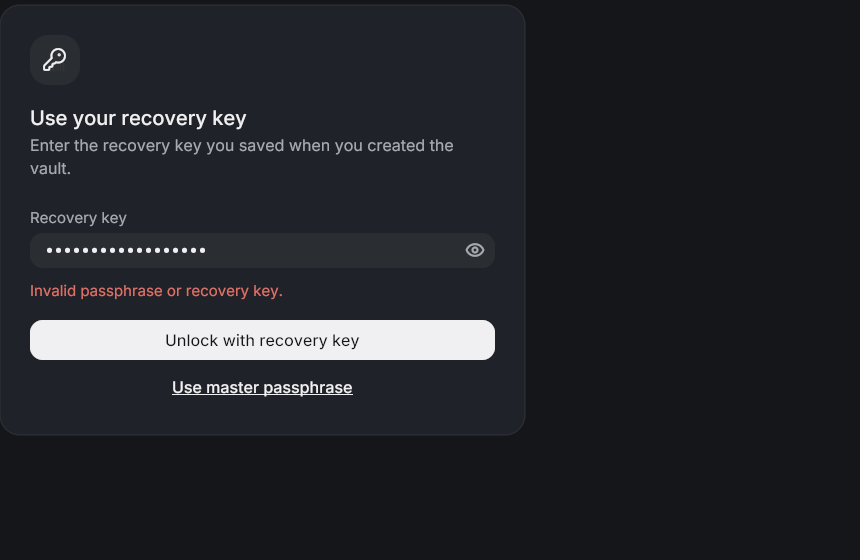 Use your recovery key
Enter the recovery key you saved when you created the
vault.
Recovery key
••••••••••••••••••
Invalid passphrase or recovery key.
Unlock with recovery key
Use master passphrase